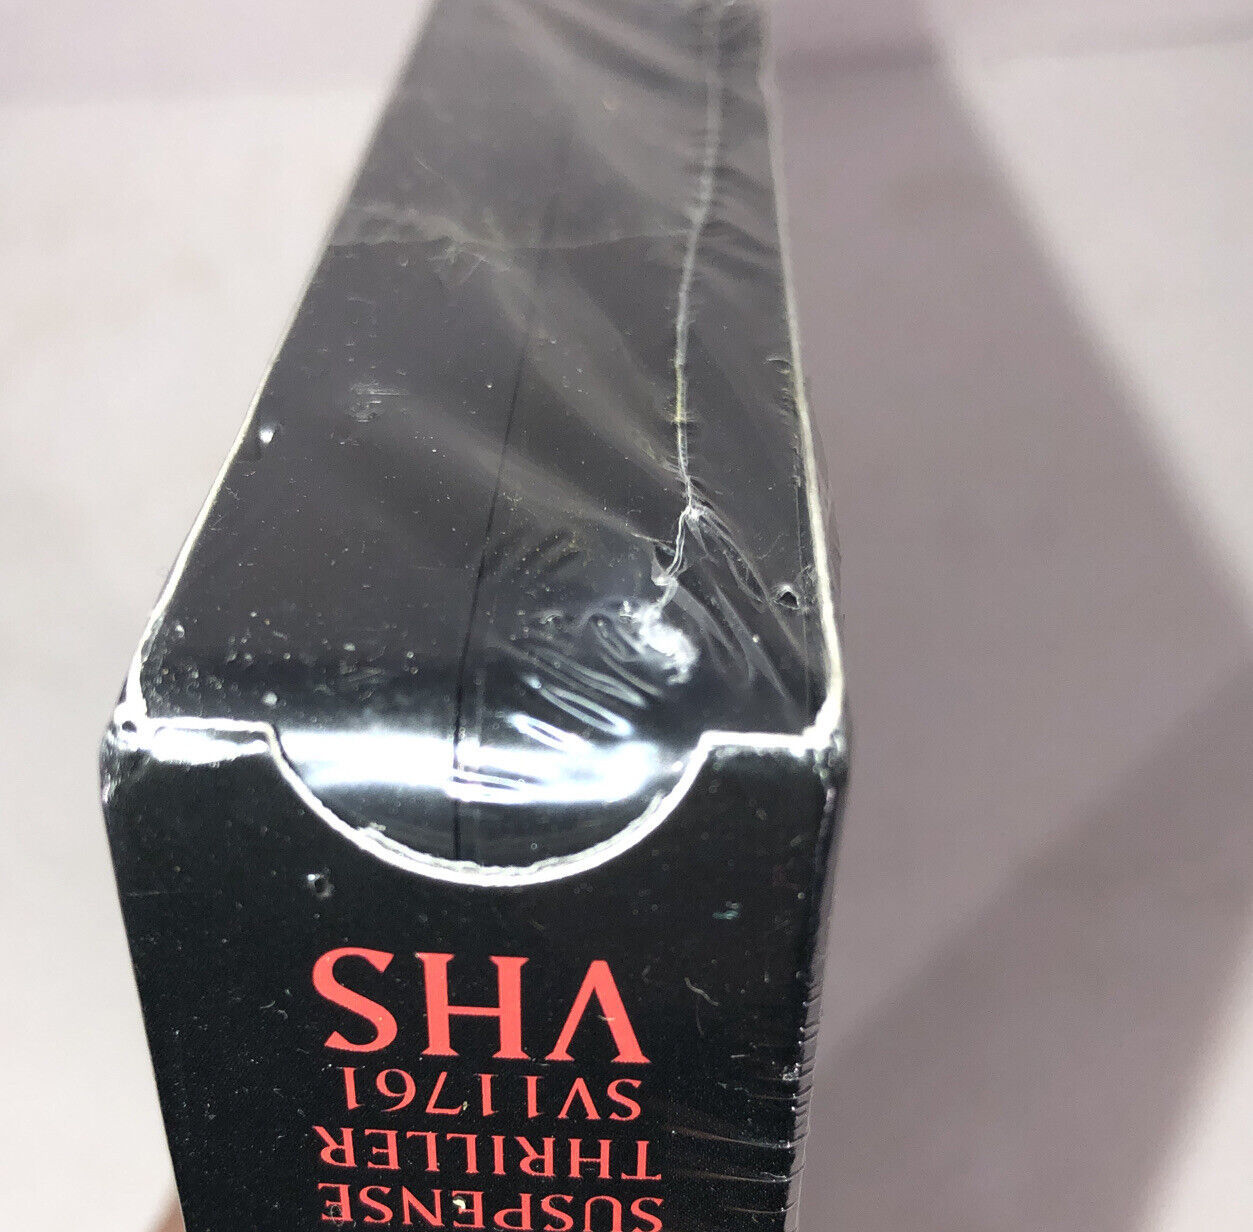 SUSPENSE
THRILLER
SV11761
VHS